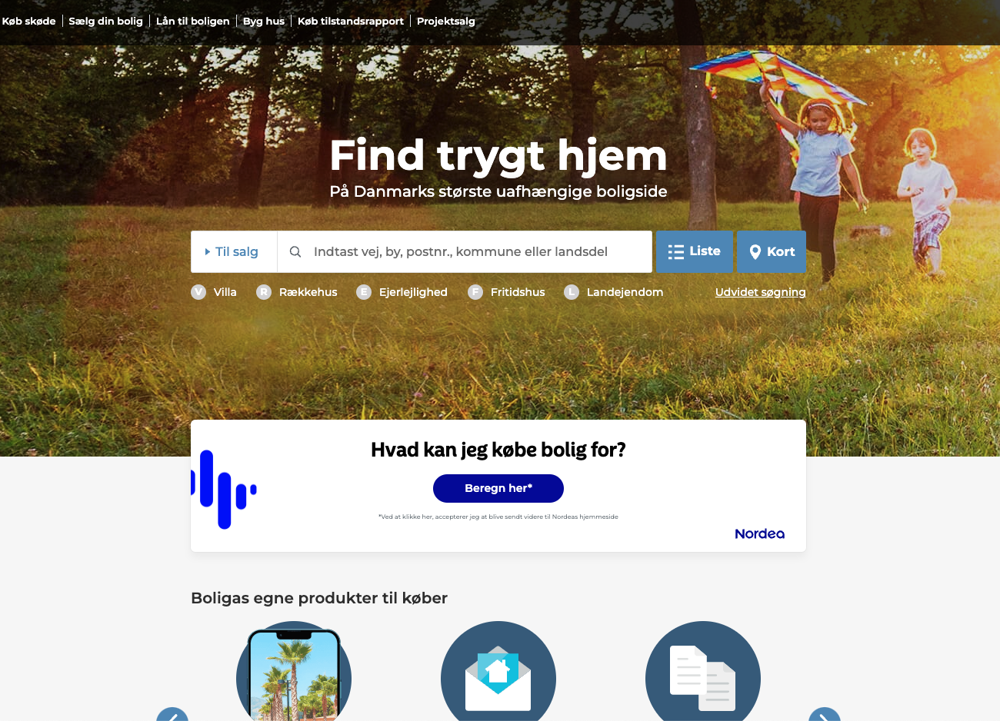 Køb skøde Sælg din bolig Lån til boligen Byg hus Køb tilstandsrapport Projektsalg
Find trygt hjem
På Danmarks største uafhængige boligside
Til salg Indtast vej, by, postnr., kommune eller landsdel Liste Kort
V Villa R Rækkehus E Ejerlejlighed F Fritidshus L Landejendom Udvidet søgning
Hvad kan jeg købe bolig for?
Beregn her*
*Ved at klikke her, accepterer jeg at blive sendt videre til Nordeas hjemmeside
Nordea
Boligas egne produkter til køber